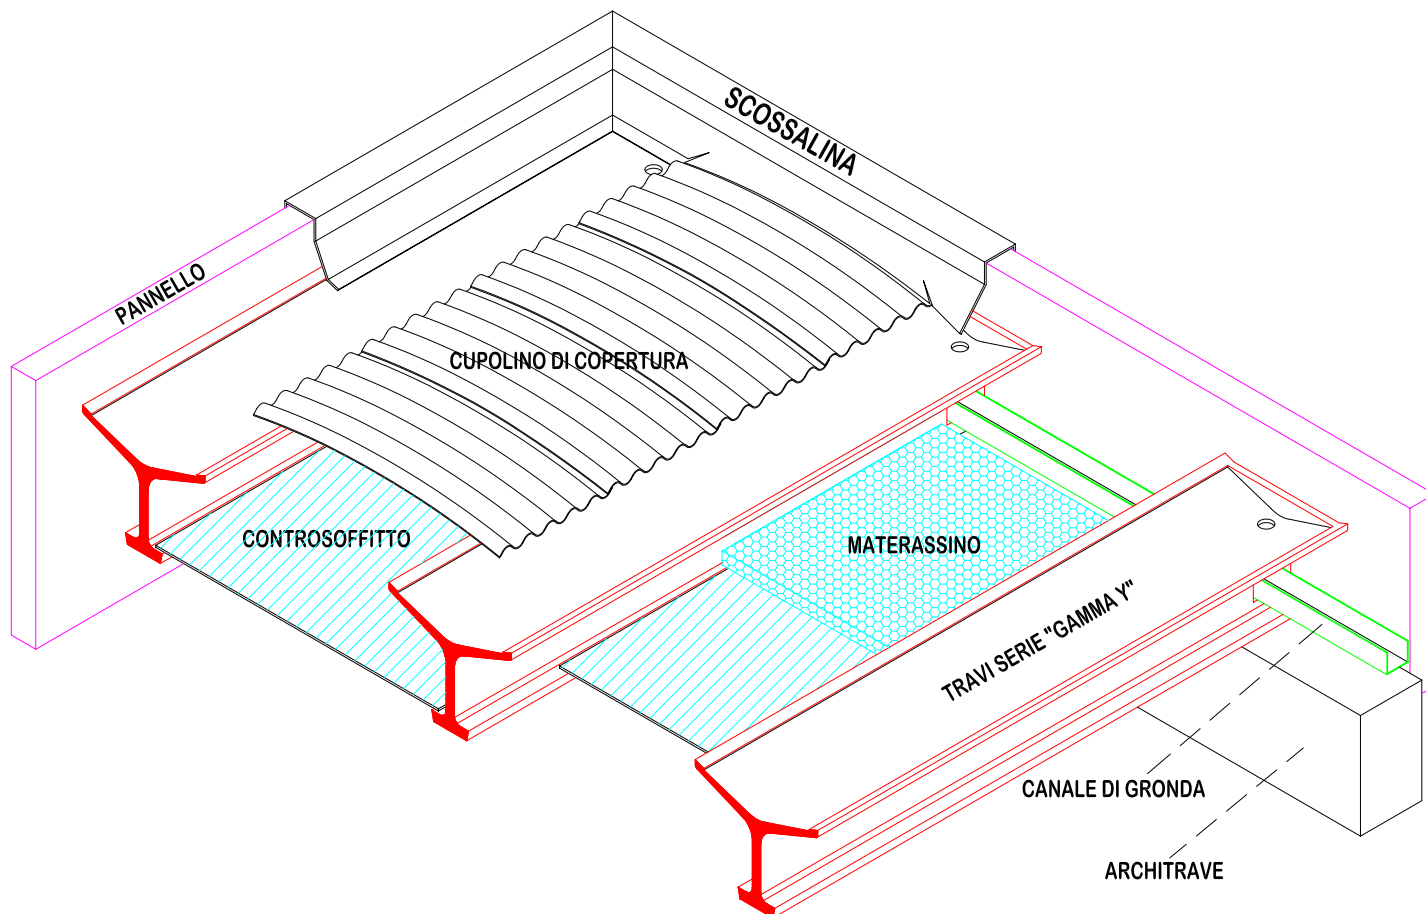 SCOSSALINA
PANNELLO
CUPOLINO DI COPERTURA
CONTROSOFFITTO
MATERASSINO
TRAVI SERIE "GAMMA Y"
CANALE DI GRONDA
ARCHITRAVE